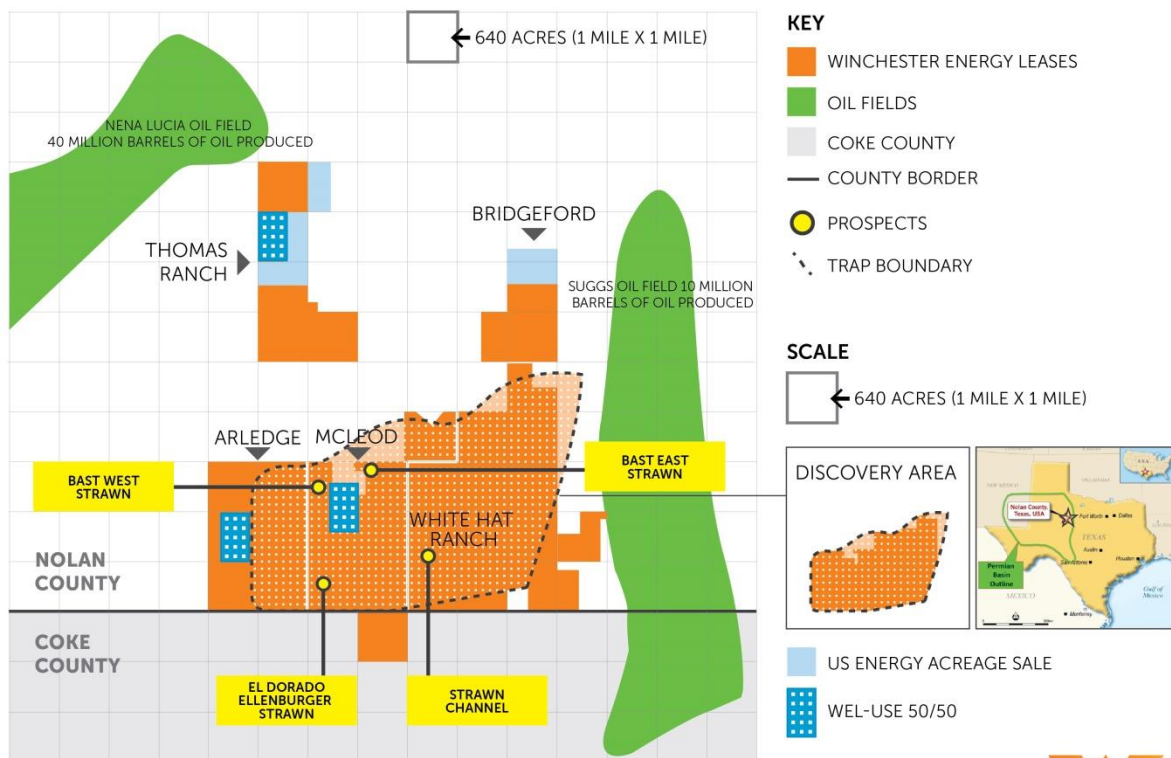 640 ACRES (1 MILE X 1 MILE)
NENA LUCIA OIL FIELD
40 MILLION BARRELS OF OIL PRODUCED
THOMAS
RANCH
BRIDGEFORD
SUGGS OIL FIELD 10 MILLION
BARRELS OF OIL PRODUCED
ARLEDGE
MCLEOD
BAST WEST
STRAWN
BAST EAST
STRAWN
WHITE HAT
RANCH
NOLAN
COUNTY
COKE
COUNTY
EL DORADO
ELLENBURGER
STRAWN
STRAWN
CHANNEL
KEY
WINCHESTER ENERGY LEASES
OIL FIELDS
COKE COUNTY
COUNTY BORDER
PROSPECTS
TRAP BOUNDARY
SCALE
640 ACRES (1 MILE X 1 MILE)
DISCOVERY AREA
Nolan County,
Texas, USA
Fort Worth
Dallas
TEXAS
Austin
Houston
San Antonio
Permian
Basin
Outline
MEXICO
Gulf of
Mexico
Monterrey
US ENERGY ACREAGE SALE
WEL-USE 50/50